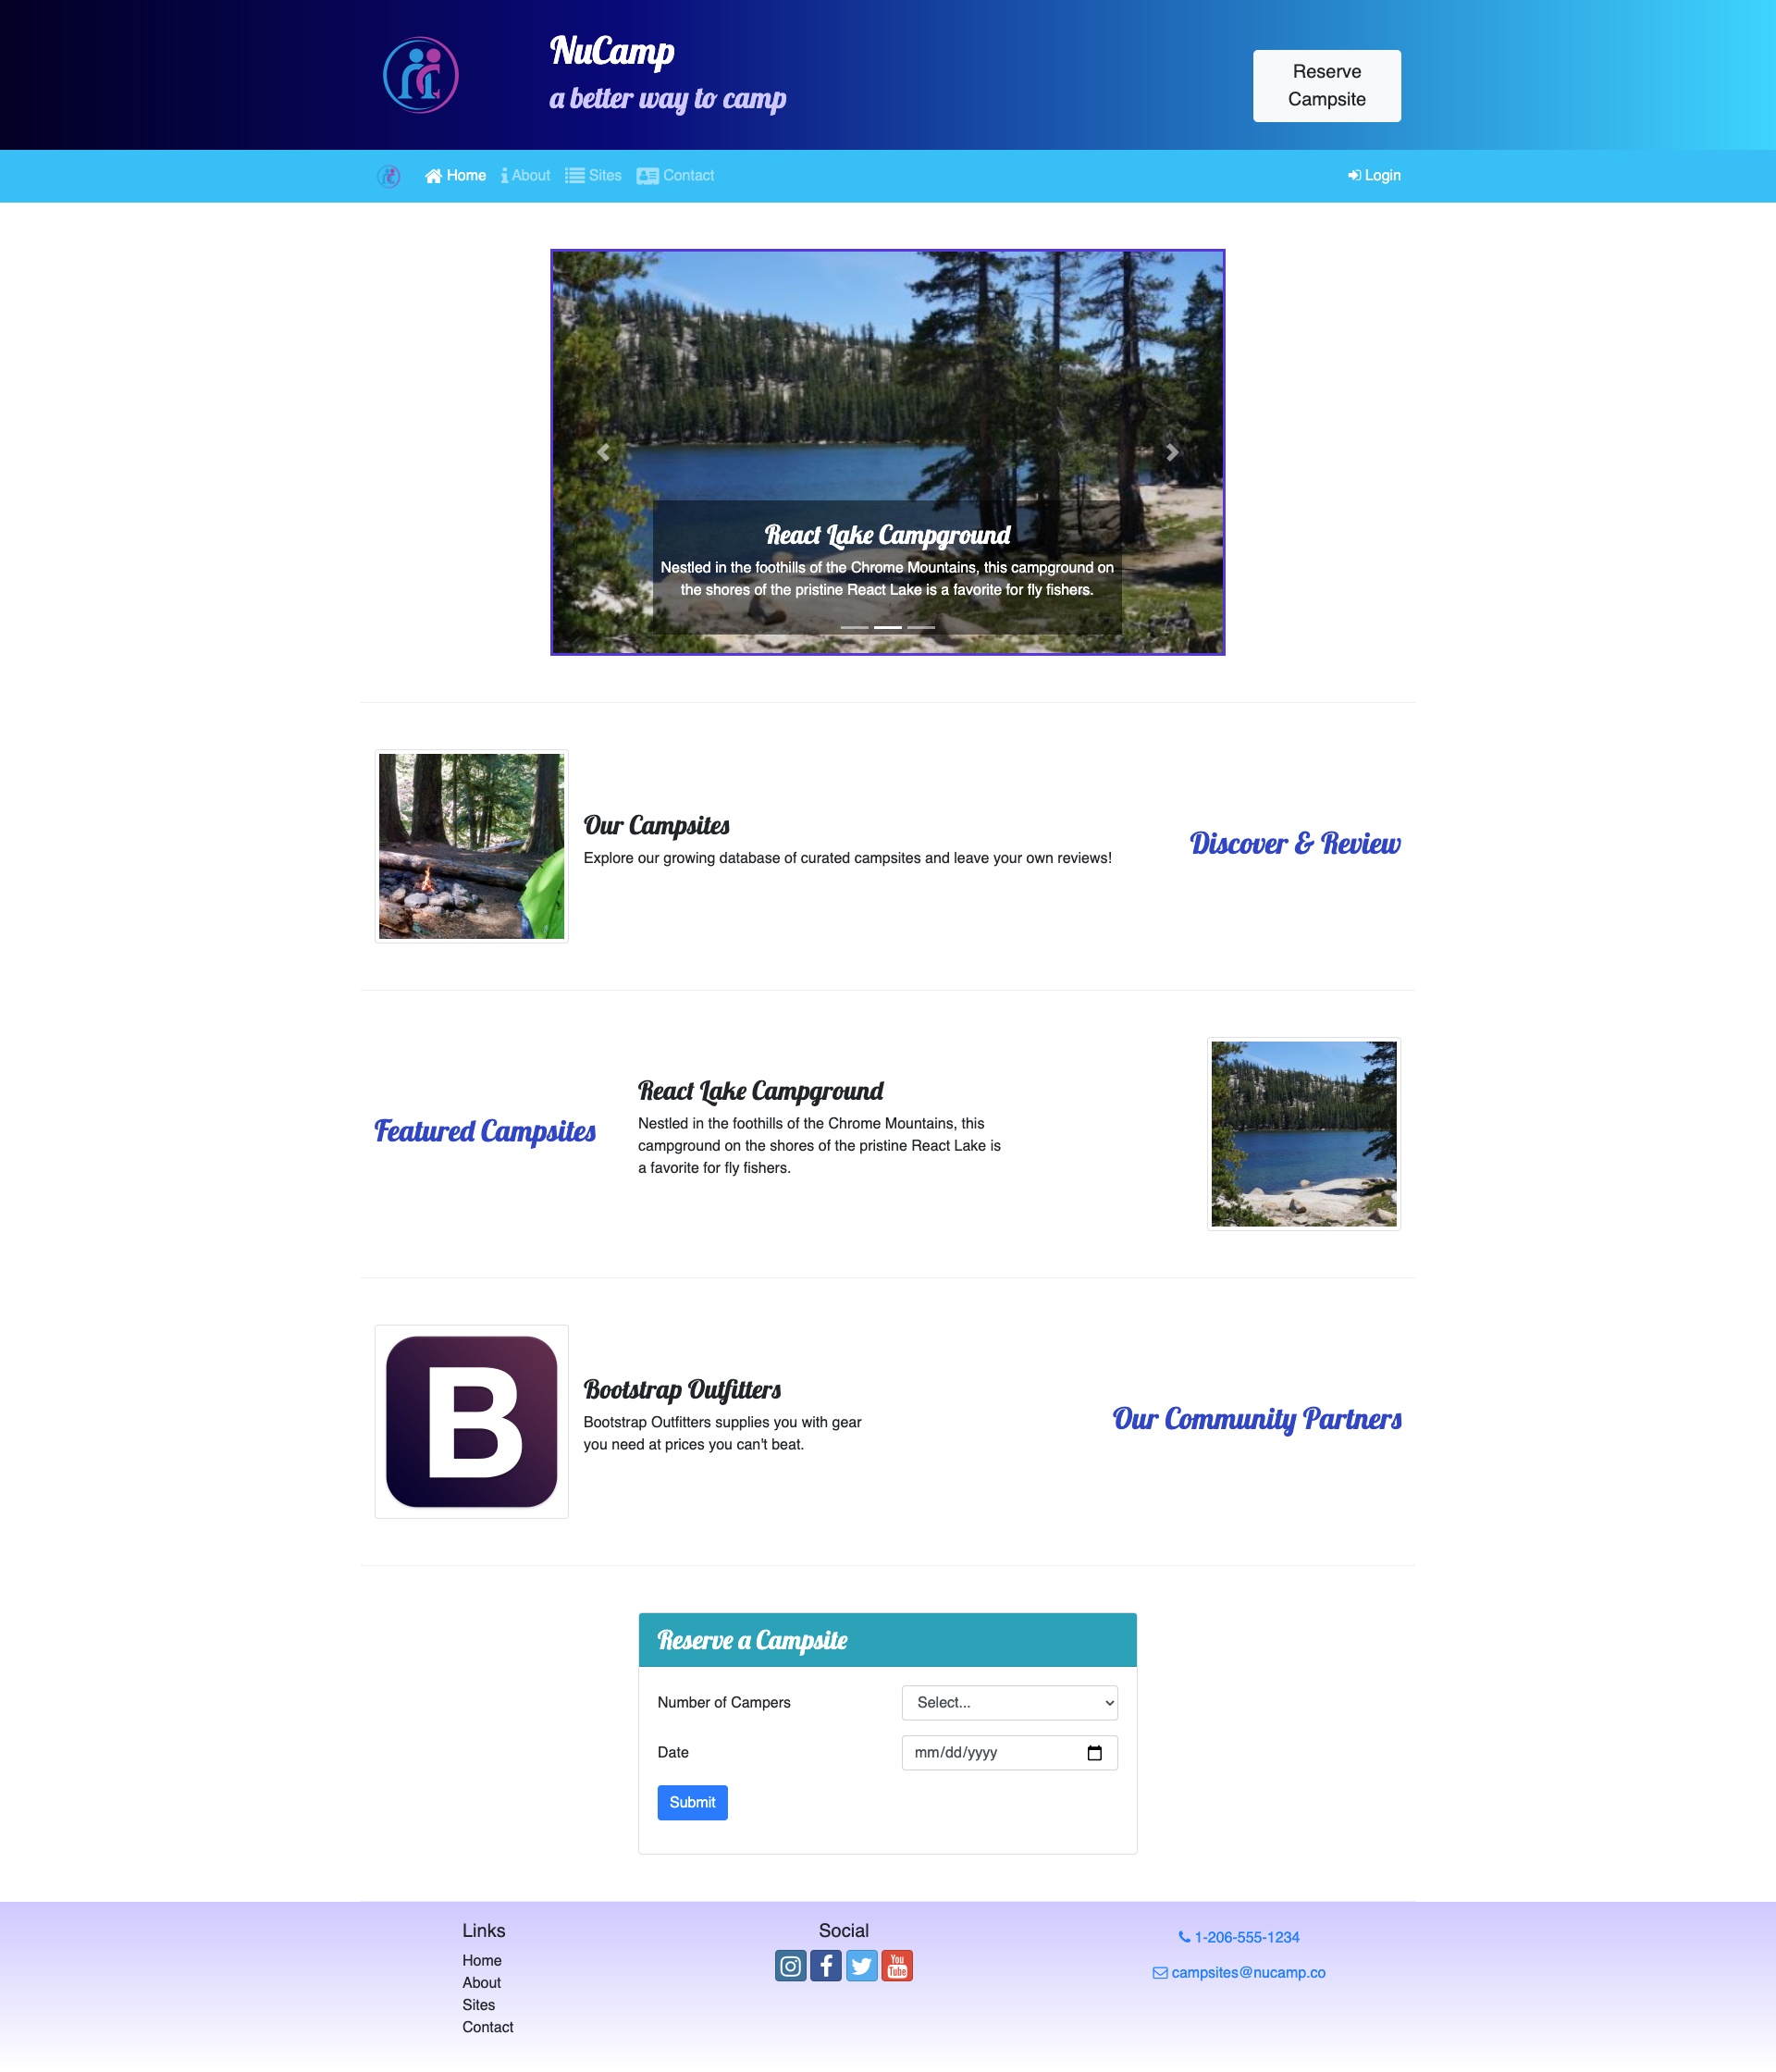 NuCamp
a better way to camp
Reserve
Campsite
Home About Sites Contact Login
React Lake Campground
Nestled in the foothills of the Chrome Mountains, this campground on
the shores of the pristine React Lake is a favorite for fly fishers.
Our Campsites
Explore our growing database of curated campsites and leave your own reviews!
Discover & Review
Featured Campsites
React Lake Campground
Nestled in the foothills of the Chrome Mountains, this
campground on the shores of the pristine React Lake is
a favorite for fly fishers.
B
Bootstrap Outfitters
Bootstrap Outfitters supplies you with gear
you need at prices you can't beat.
Our Community Partners
Reserve a Campsite
Number of Campers
Select...
Date
mm/dd/yyyy
Submit
Links
Home
About
Sites
Contact
Social
You
Tube
1-206-555-1234
campsites@nucamp.co